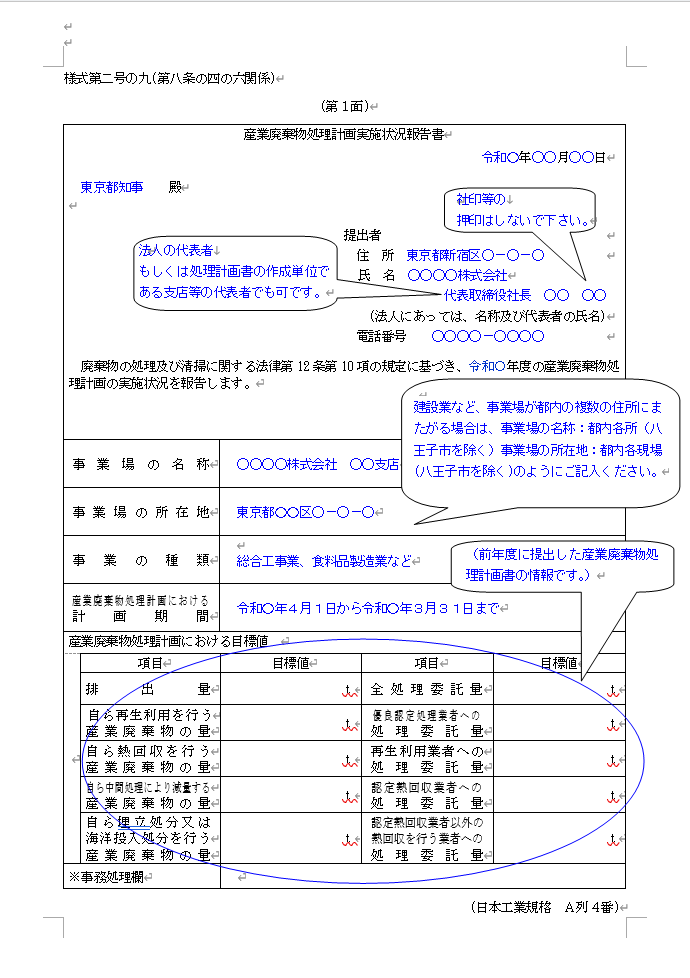 様式第二号の九(第八条の四の六関係)
(第１面)
産業廃棄物処理計画実施状況報告書
令和〇年〇〇月〇〇日
東京都知事　殿
社印等の
押印はしないで下さい。
提出者
法人の代表者
もしくは処理計画書の作成単位で
ある支店等の代表者でも可です。
住　所　東京都新宿区〇－〇－〇
氏　名　〇〇〇〇株式会社
代表取締役社長　〇〇　〇〇
(法人にあっては、名称及び代表者の氏名)
電話番号　〇〇〇〇－〇〇〇〇
廃棄物の処理及び清掃に関する法律第12条第10項の規定に基づき、令和〇年度の産業廃棄物処
理計画の実施状況を報告します。
建設業など、事業場が都内の複数の住所にま
たがる場合は、事業場の名称：都内各所（八
王子市を除く）事業場の所在地：都内各現場
(八王子市を除く)のようにご記入ください。
事業場の名称　〇〇〇〇株式会社　〇〇支店
事業場の所在地　東京都〇〇区〇－〇－〇
事業の種類　総合工事業、食料品製造業など
（前年度に提出した産業廃棄物処
理計画書の情報です。）
産業廃棄物処理計画における
計画期間　令和〇年４月１日から令和〇年３月３１日まで
産業廃棄物処理計画における目標値
項目　目標値　項目　目標値
排出量　t　全処理委託量　t
自ら再生利用を行う　優良認定処理業者への
産業廃棄物の量　t　処理委託量　t
自ら熱回収を行う　再生利用業者への
産業廃棄物の量　t　処理委託量　t
自ら中間処理により減量する　認定熱回収業者への
産業廃棄物の量　t　処理委託量　t
自ら埋立処分又は　認定熱回収業者以外の
海洋投入処分を行う　t　熱回収を行う業者への　t
産業廃棄物の量　処理委託量
※事務処理欄
(日本工業規格　Ａ列４番)